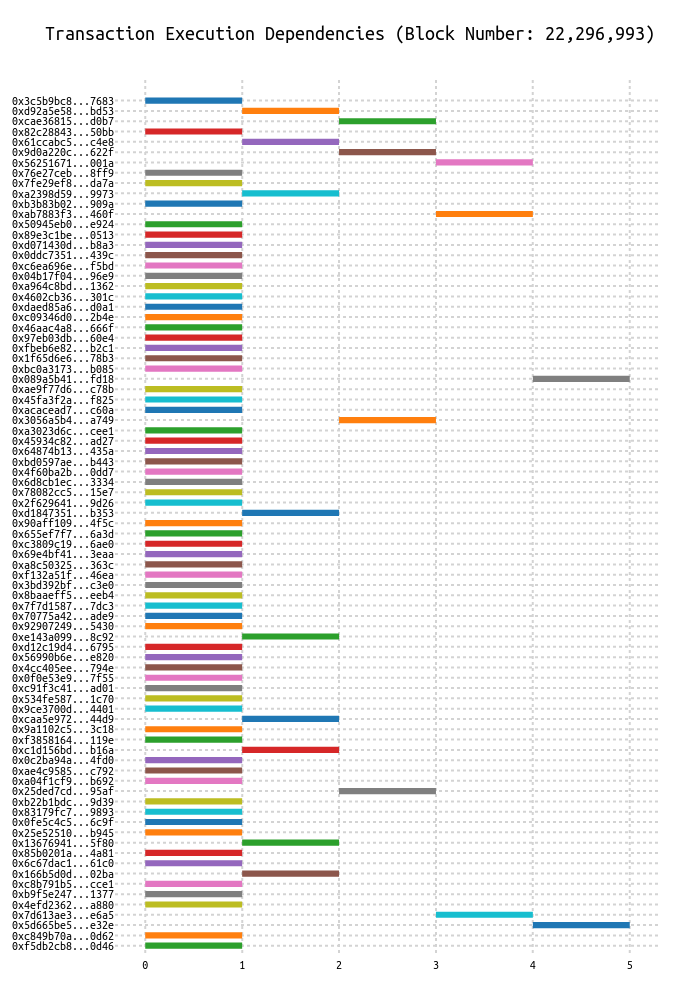 Transaction Execution Dependencies (Block Number: 22,296,993)
0x3c5b9bc8...7683
0xd92a5e58...bd53
0xcae36815...d0b7
0x82c28843...50bb
0x61ccabc5...c4e8
0x9d0a220c...622f
0x56251671...001a
0x76e27ceb...8ff9
0x7fe29ef8...da7a
0xa2398d59...9973
0xb3b83b02...909a
0xab7883f3...460f
0x50945eb0...e924
0x89e3c1be...0513
0xd071430d...b8a3
0x0ddc7351...439c
0xc6ea696e...f5bd
0x04b17f04...96e9
0xa964c8bd...1362
0x4602cb36...301c
0xdaed85a6...d0a1
0xc09346d0...2b4e
0x46aac4a8...666f
0x97eb03db...60e4
0xfbeb6e82...b2c1
0x1f65d6e6...78b3
0xbc0a3173...b085
0x089a5b41...fd18
0xae9f77d6...c78b
0x45fa3f2a...f825
0xacacead7...c60a
0x3056a5b4...a749
0xa3023d6c...cee1
0x45934c82...ad27
0x64874b13...435a
0xbd0597ae...b443
0x4f60ba2b...0dd7
0x6d8cb1ec...3334
0x78082cc5...15e7
0x2f629641...9d26
0xd1847351...b353
0x90aff109...4f5c
0x655ef7f7...6a3d
0xc3809c19...6ae0
0x69e4bf41...3eaa
0xa8c50325...363c
0xf132a51f...46ea
0x3bd392bf...c3e0
0x8baaeff5...eeb4
0x7f7d1587...7dc3
0x70775a42...ade9
0x92907249...5430
0xe143a099...8c92
0xd12c19d4...6795
0x56990b6e...e820
0x4cc405ee...794e
0x0f0e53e9...7f55
0xc91f3c41...ad01
0x534fe587...1c70
0x9ce3700d...4401
0xcaa5e972...44d9
0x9a1102c5...3c18
0xf3858164...119e
0xc1d156bd...b16a
0x0c2ba94a...4fd0
0xae4c9585...c792
0xa04f1cf9...b692
0x25ded7cd...95af
0xb22b1bdc...9d39
0x83179fc7...9893
0x0fe5c4c5...6c9f
0x25e52510...b945
0x13676941...5f80
0x85b0201a...4a81
0x6c67dac1...61c0
0x166b5d0d...02ba
0xc8b791b5...cce1
0xb9f5e247...1377
0x4efd2362...a880
0x7d613ae3...e6a5
0x5d665be5...e32e
0xc849b70a...0d62
0xf5db2cb8...0d46
0 1 2 3 4 5